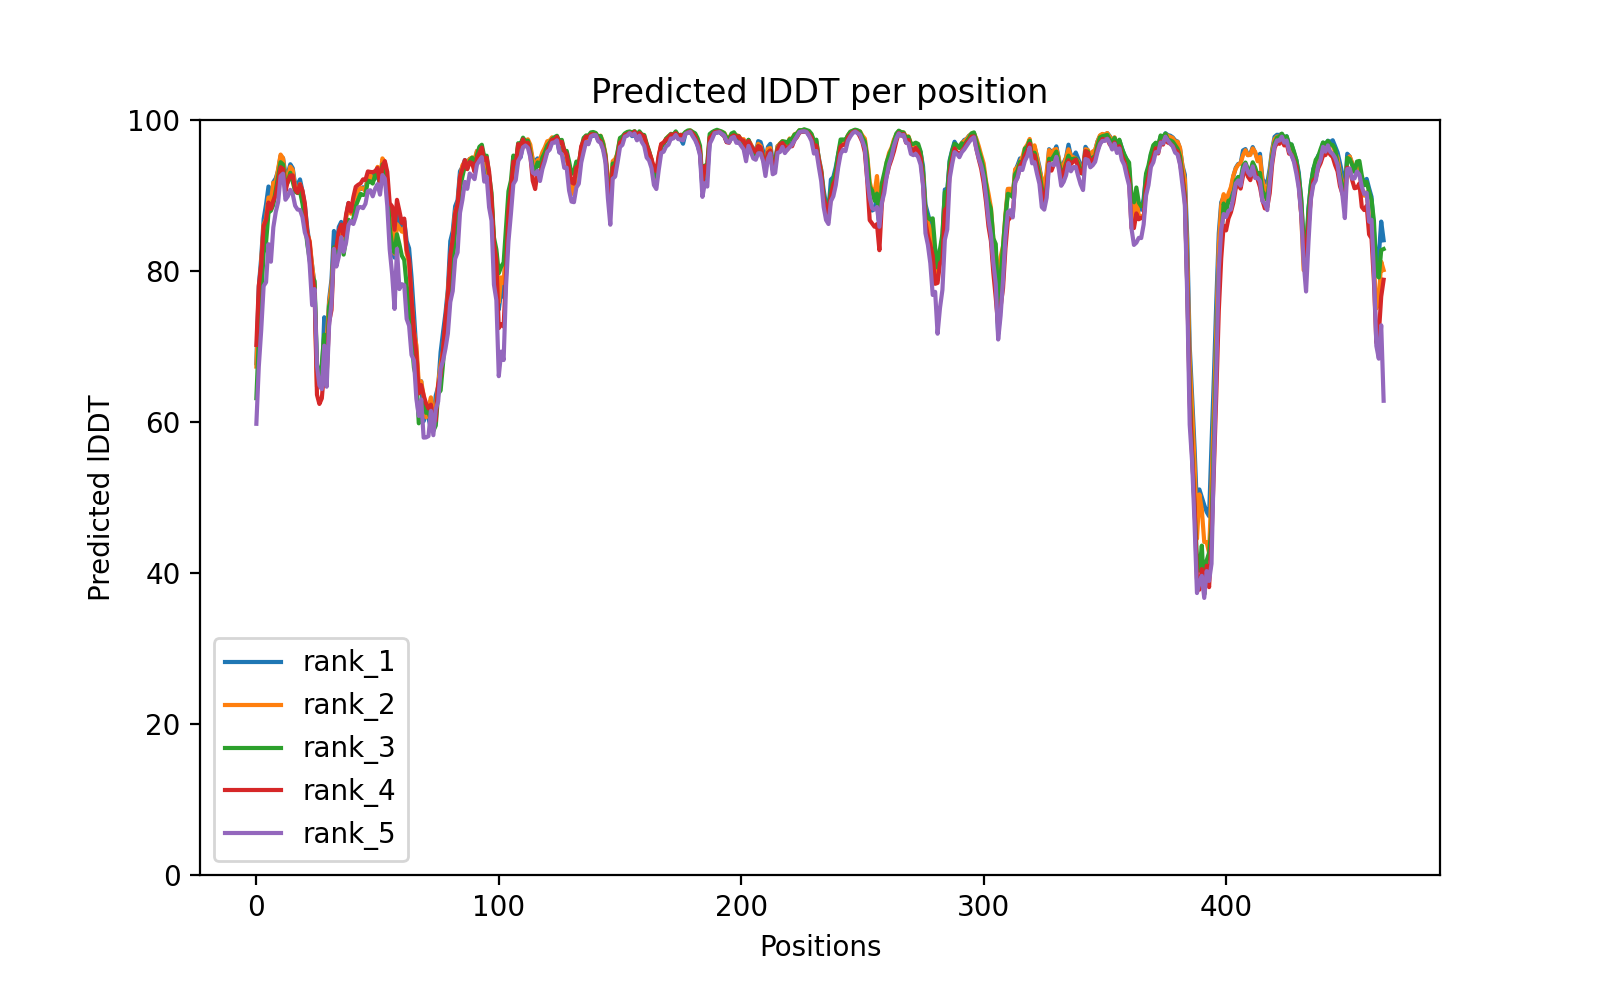 Predicted lDDT per position
100
80
60
40
20
0
Predicted lDDT
rank_1
rank_2
rank_3
rank_4
rank_5
0 100 200 300 400
Positions